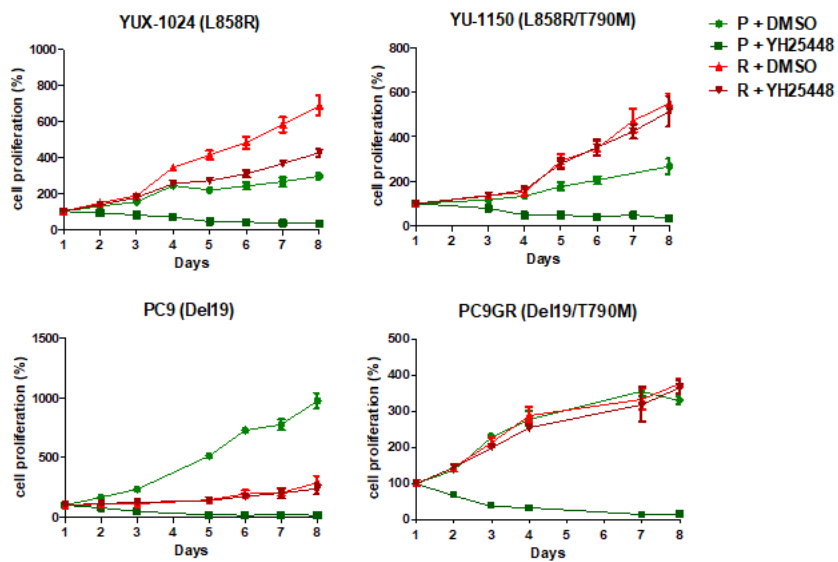 YUX-1024 (L858R)
cell proliferation (%)
1000
800
600
400
200
0
1 2 3 4 5 6 7 8
Days
YU-1150 (L858R/T790M)
cell proliferation (%)
800
600
400
200
0
1 2 3 4 5 6 7 8
Days
P + DMSO
P + YH25448
R + DMSO
R + YH25448
PC9 (Del19)
cell proliferation (%)
1500
1000
500
0
1 2 3 4 5 6 7 8
Days
PC9GR (Del19/T790M)
cell proliferation (%)
500
400
300
200
100
0
1 2 3 4 5 6 7 8
Days